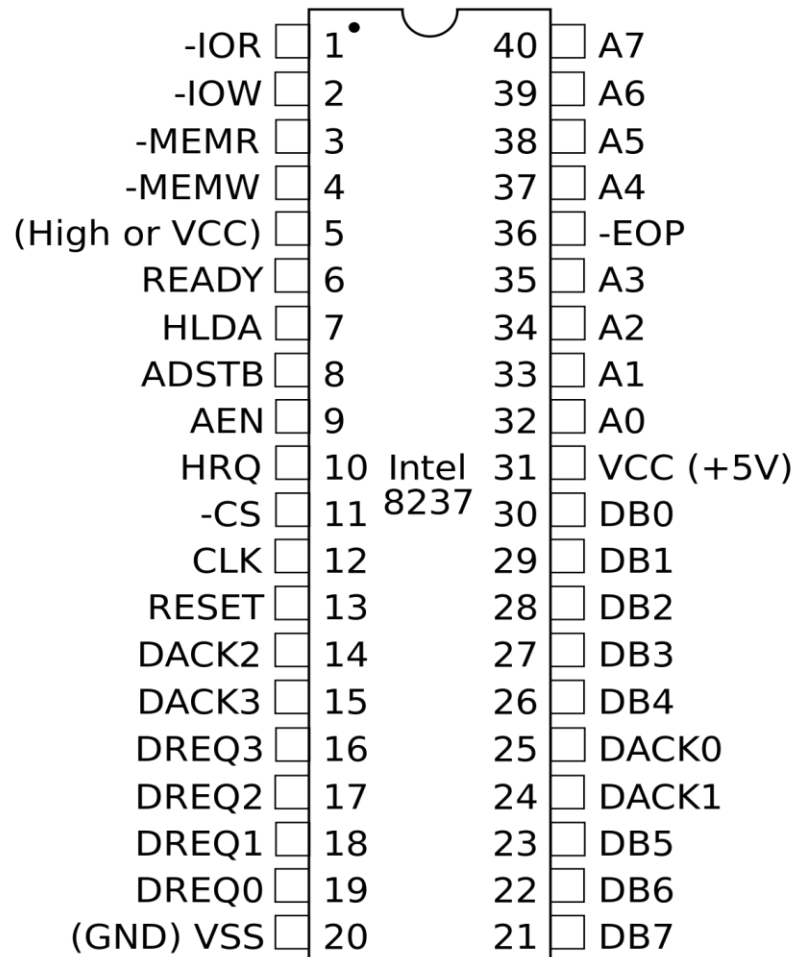 -IOR 1 40 A7
-IOW 2 39 A6
-MEMR 3 38 A5
-MEMW 4 37 A4
(High or VCC) 5 36 -EOP
READY 6 35 A3
HLDA 7 34 A2
ADSTB 8 33 A1
AEN 9 32 A0
HRQ 10 Intel 31 VCC (+5V)
-CS 11 8237 30 DB0
CLK 12 29 DB1
RESET 13 28 DB2
DACK2 14 27 DB3
DACK3 15 26 DB4
DREQ3 16 25 DACK0
DREQ2 17 24 DACK1
DREQ1 18 23 DB5
DREQ0 19 22 DB6
(GND) VSS 20 21 DB7